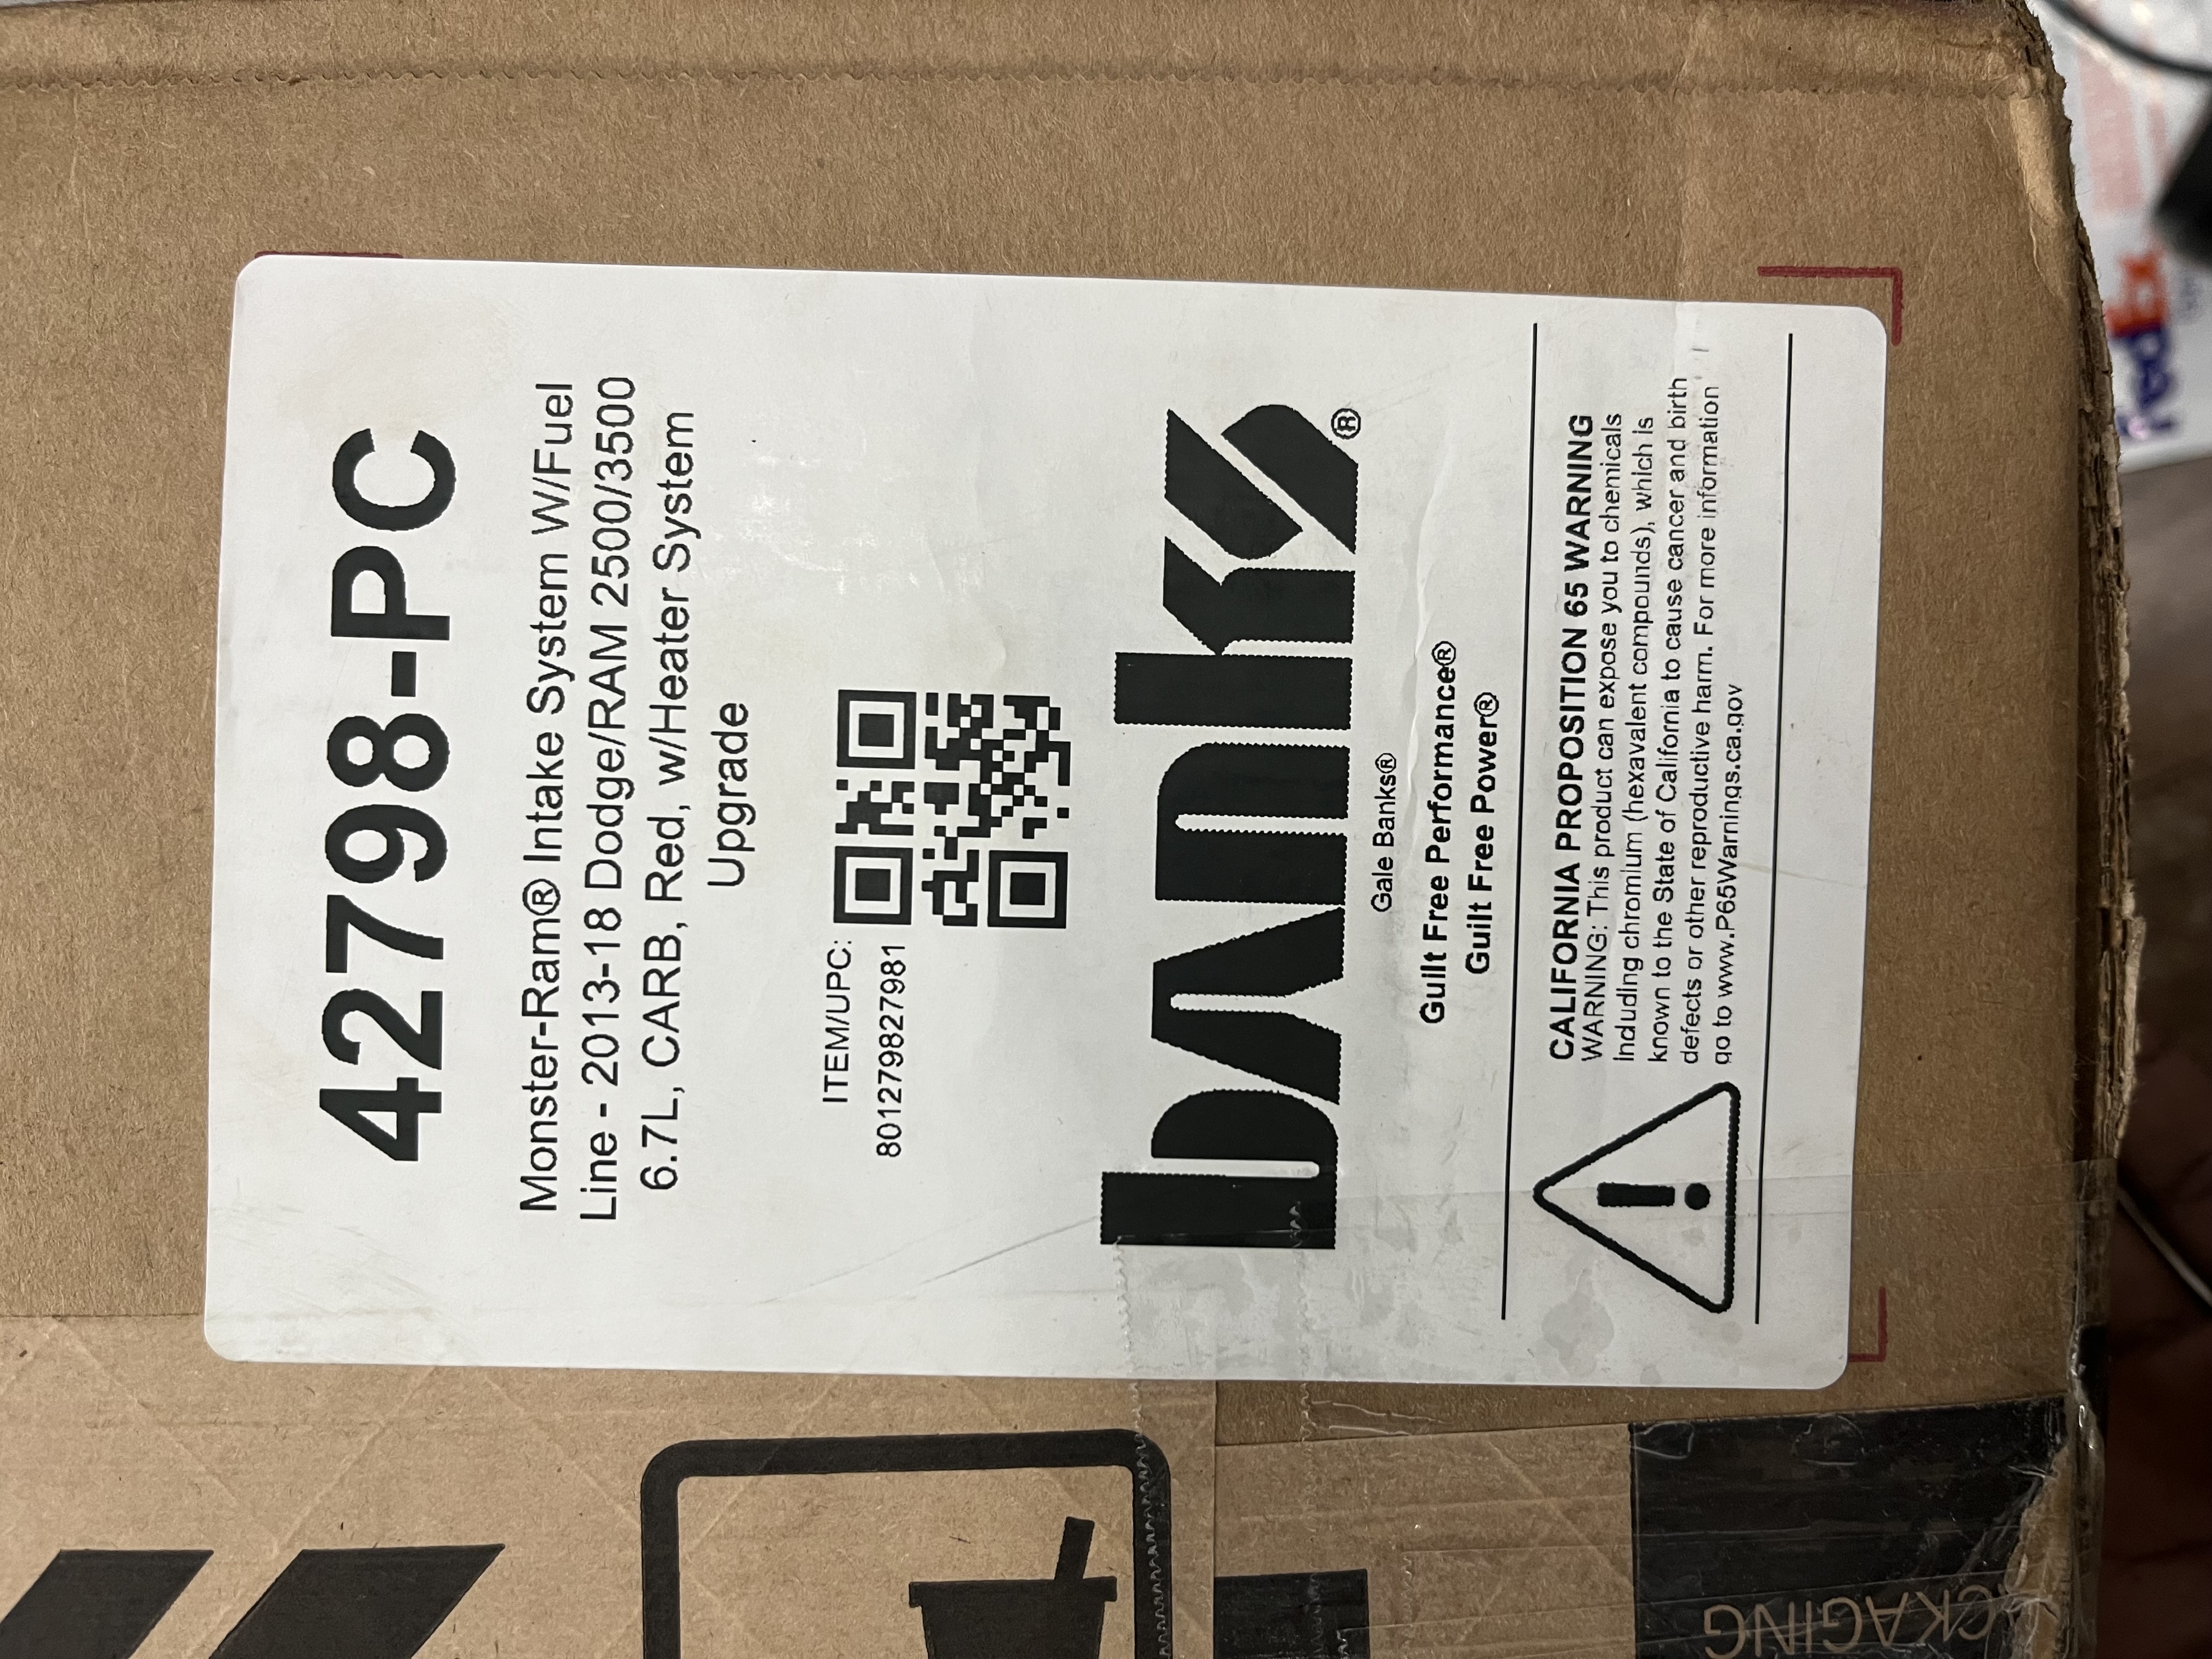 42798-PC
Monster-Ram® Intake System W/Fuel
Line - 2013-18 Dodge/RAM 2500/3500
6.7L, CARB, Red, w/Heater System
Upgrade
ITEM/UPC:
801279827981
banks®
Gale Banks®
Guilt Free Performance®
Guilt Free Power®
CALIFORNIA PROPOSITION 65 WARNING
WARNING: This product can expose you to chemicals
Including chromium (hexavalent compounds), which is
known to the State of California to cause cancer and birth
defects or other reproductive harm. For more information
go to www.P65Warnings.ca.gov
CKAGING
FedEx